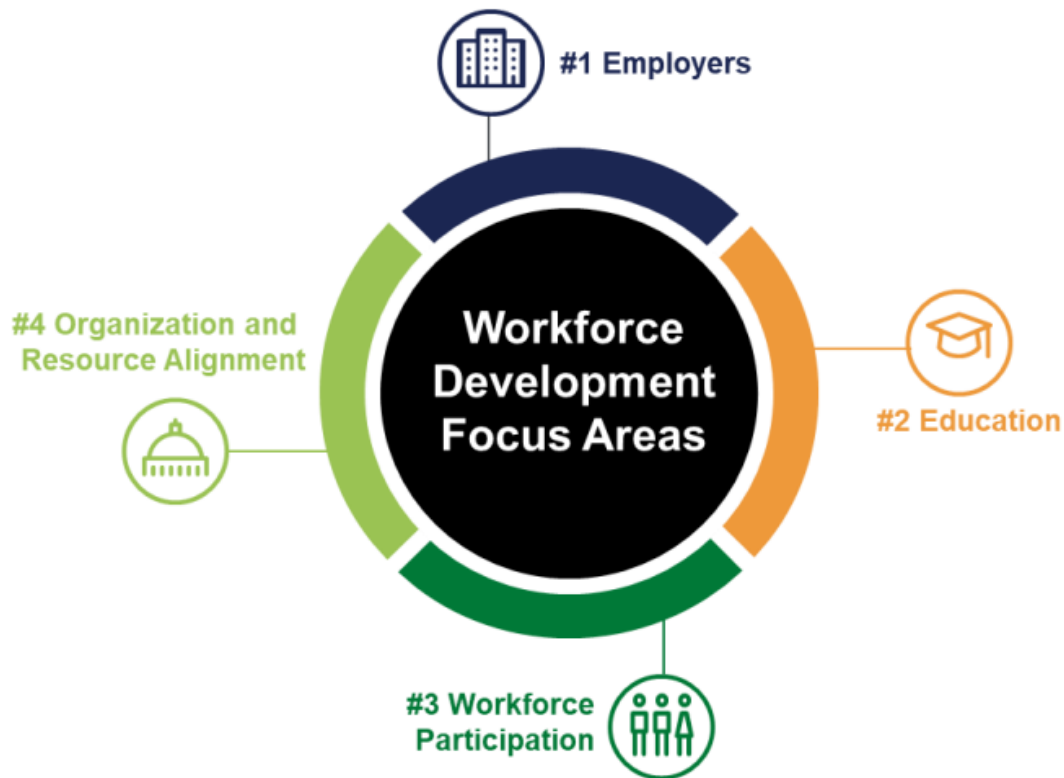 #1 Employers
Workforce
Development
Focus Areas
#2 Education
#3 Workforce
Participation
#4 Organization and
Resource Alignment